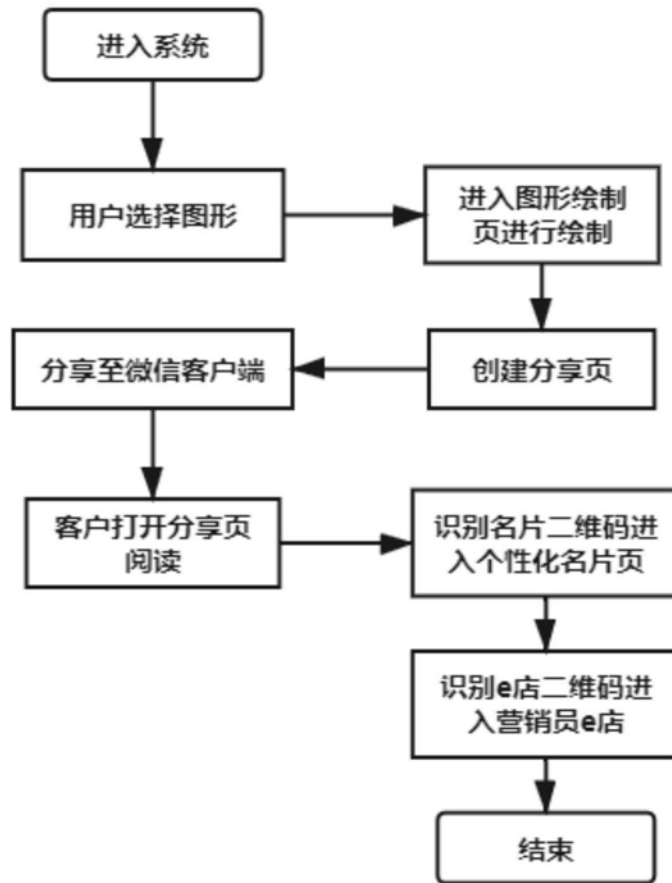 进入系统
用户选择图形
进入图形绘制
页进行绘制
创建分享页
分享至微信客户端
客户打开分享页
阅读
识别名片二维码进
入个性化名片页
识别e店二维码进
入营销员e店
结束